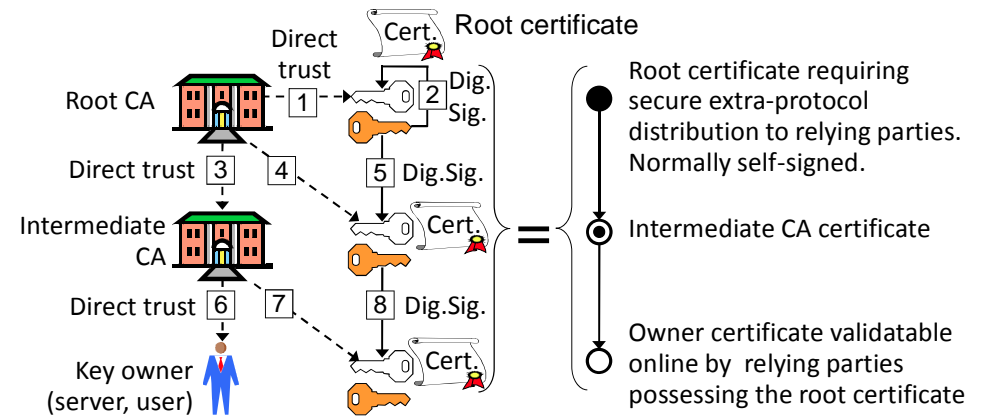 Cert.
Root certificate
Direct
trust
Root CA
1
2
Dig.
Sig.
Direct trust
3
4
5
Dig.Sig.
Intermediate
CA
Cert.
Direct trust
6
7
8
Dig.Sig.
Key owner
(server, user)
Cert.
=
Root certificate requiring
secure extra-protocol
distribution to relying parties.
Normally self-signed.
Intermediate CA certificate
Owner certificate validatable
online by relying parties
possessing the root certificate